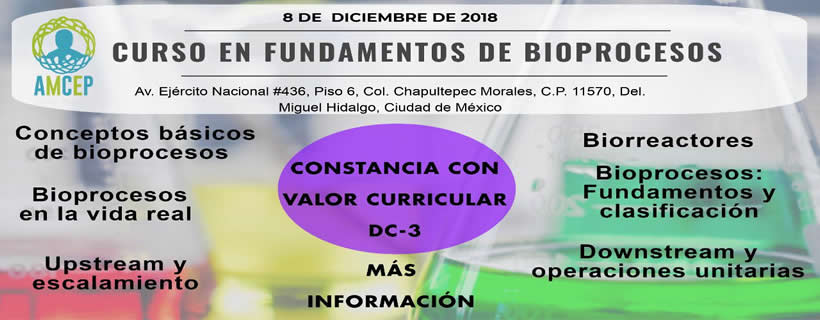 8 DE DICIEMBRE DE 2018
CURSO EN FUNDAMENTOS DE BIOPROCESOS
AMCEP
Av. Ejército Nacional #436, Piso 6, Col. Chapultepec Morales, C.P. 11570, Del.
Miguel Hidalgo, Ciudad de México
Conceptos básicos
de bioprocesos
Bioprocesos
en la vida real
Upstream y
escalamiento
CONSTANCIA CON
VALOR CURRICULAR
DC-3
MÁS
INFORMACIÓN
Biorreactores
Bioprocesos:
Fundamentos y
clasificación
Downstream y
operaciones unitarias